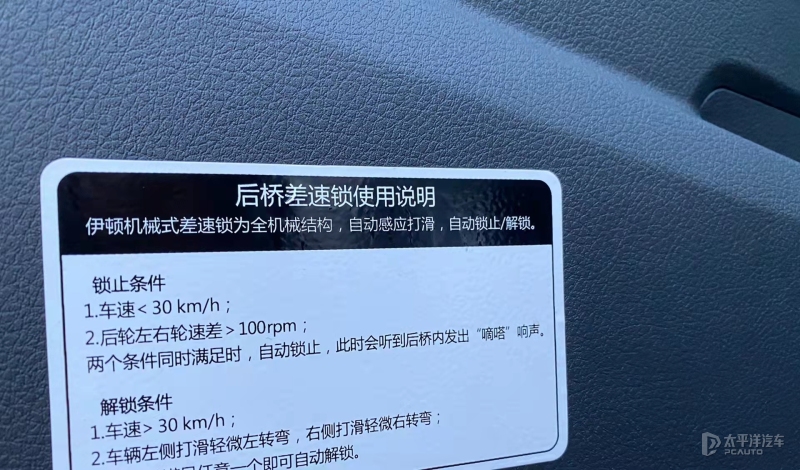 后桥差速锁使用说明
伊顿机械式差速锁为全机械结构，自动感应打滑，自动锁止/解锁。
锁止条件
1.车速<30 km/h；
2.后轮左右轮速差>100rpm；
两个条件同时满足时，自动锁止，此时会听到后桥内发出“嘀嗒”响声。
解锁条件
1.车速>30 km/h；
2.车辆左侧打滑轻微左转弯，右侧打滑轻微右转弯；
任意一个即可自动解锁。
太平洋汽车
PCAUTO